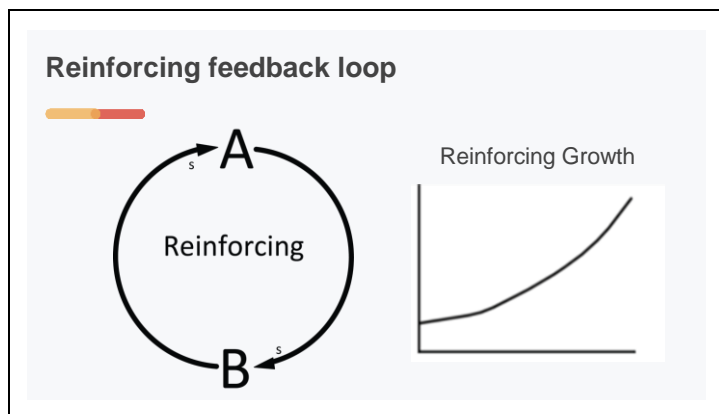 Reinforcing feedback loop
A
s
Reinforcing
B
s
Reinforcing Growth